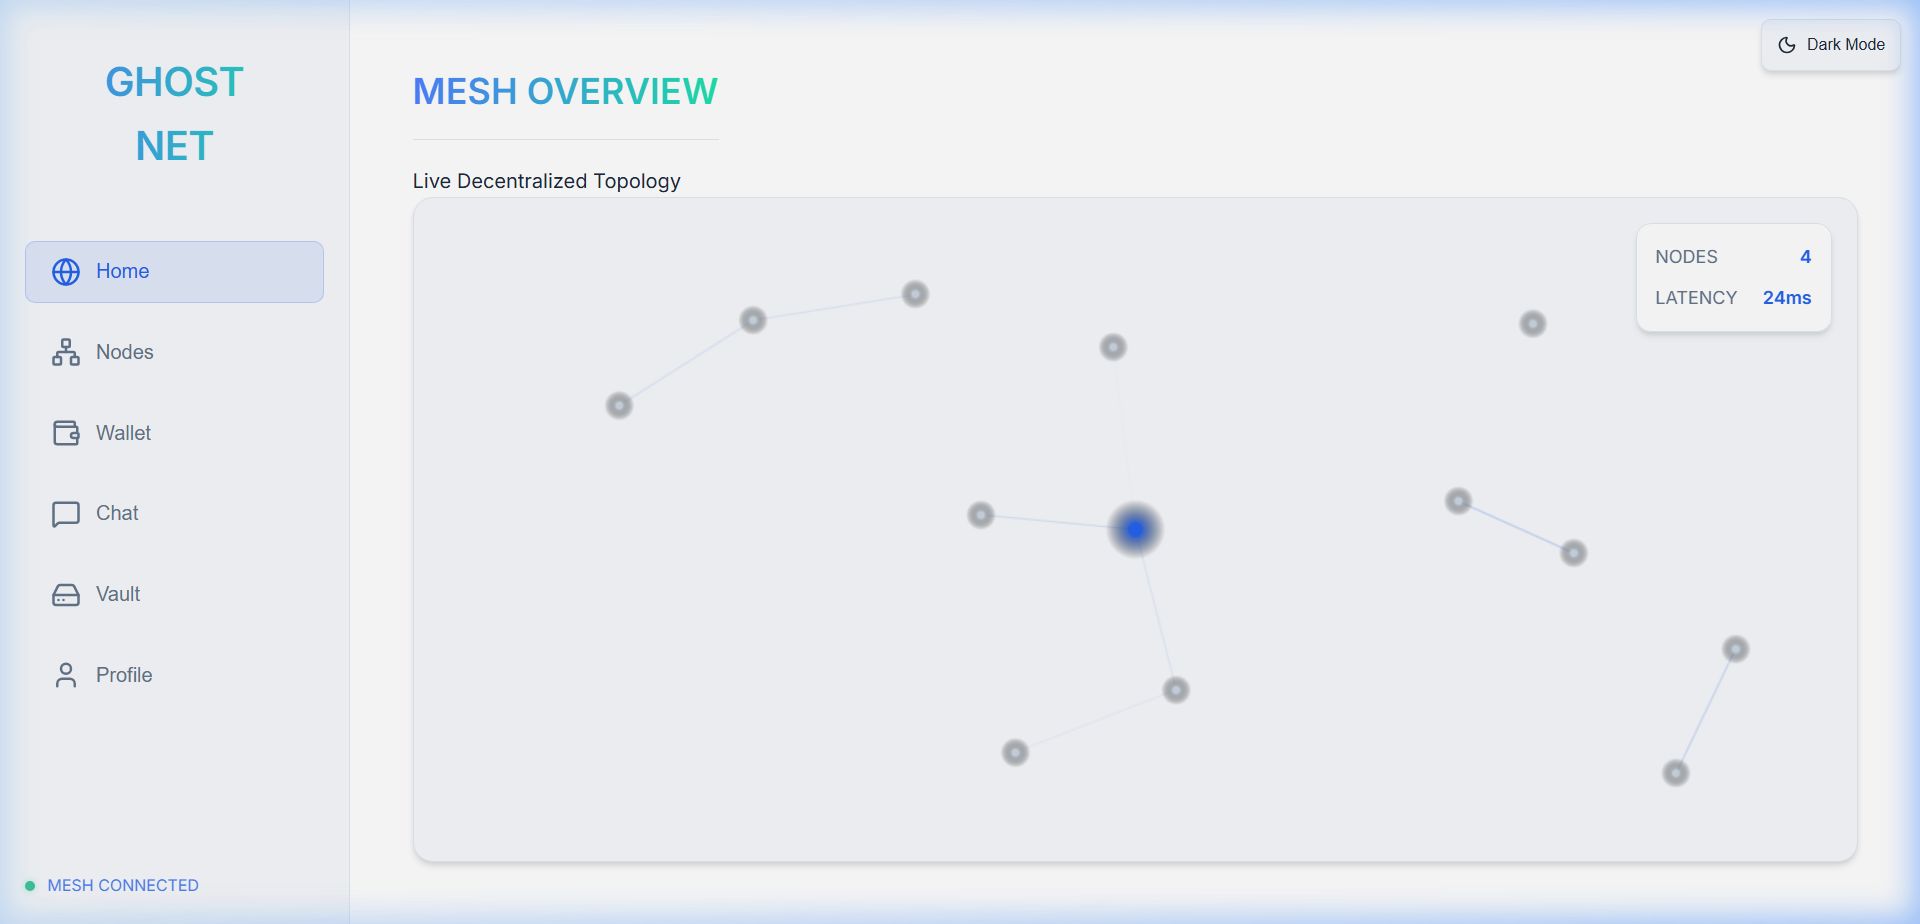 GHOST
NET
Home
Nodes
Wallet
Chat
Vault
Profile
MESH CONNECTED
Dark Mode
MESH OVERVIEW
Live Decentralized Topology
NODES 4
LATENCY 24ms